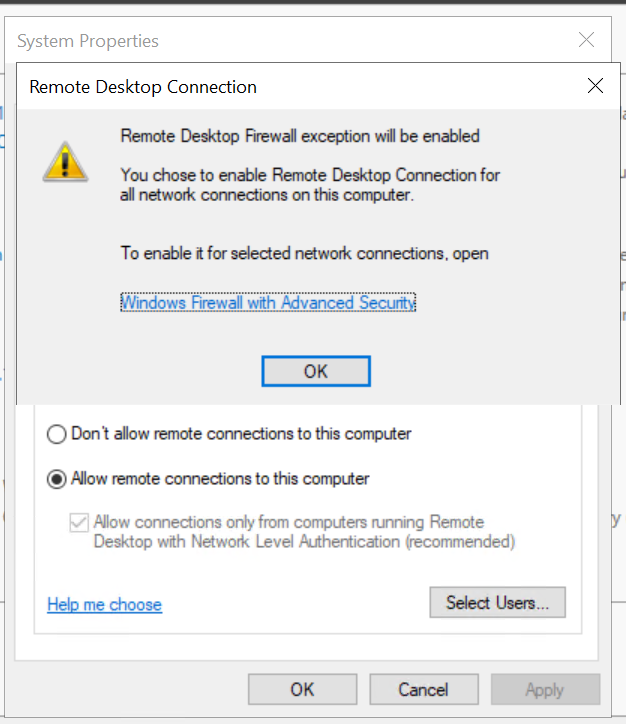 System Properties
Remote Desktop Connection
Remote Desktop Firewall exception will be enabled
You chose to enable Remote Desktop Connection for
all network connections on this computer.
To enable it for selected network connections, open
Windows Firewall with Advanced Security
OK
Don't allow remote connections to this computer
Allow remote connections to this computer
Allow connections only from computers running Remote
Desktop with Network Level Authentication (recommended)
Help me choose
Select Users...
OK
Cancel
Apply